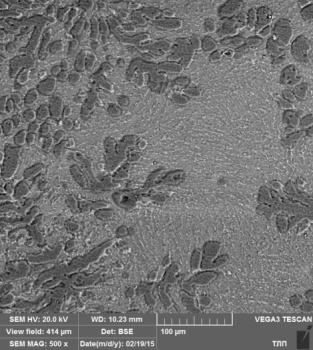 SEM HV: 20.0 kV WD: 10.23 mm VEGA3 TESCAN
View field: 414 µm Det: BSE 100 µm
SEM MAG: 500 x Date(m/d/y): 02/19/15 ТЛП